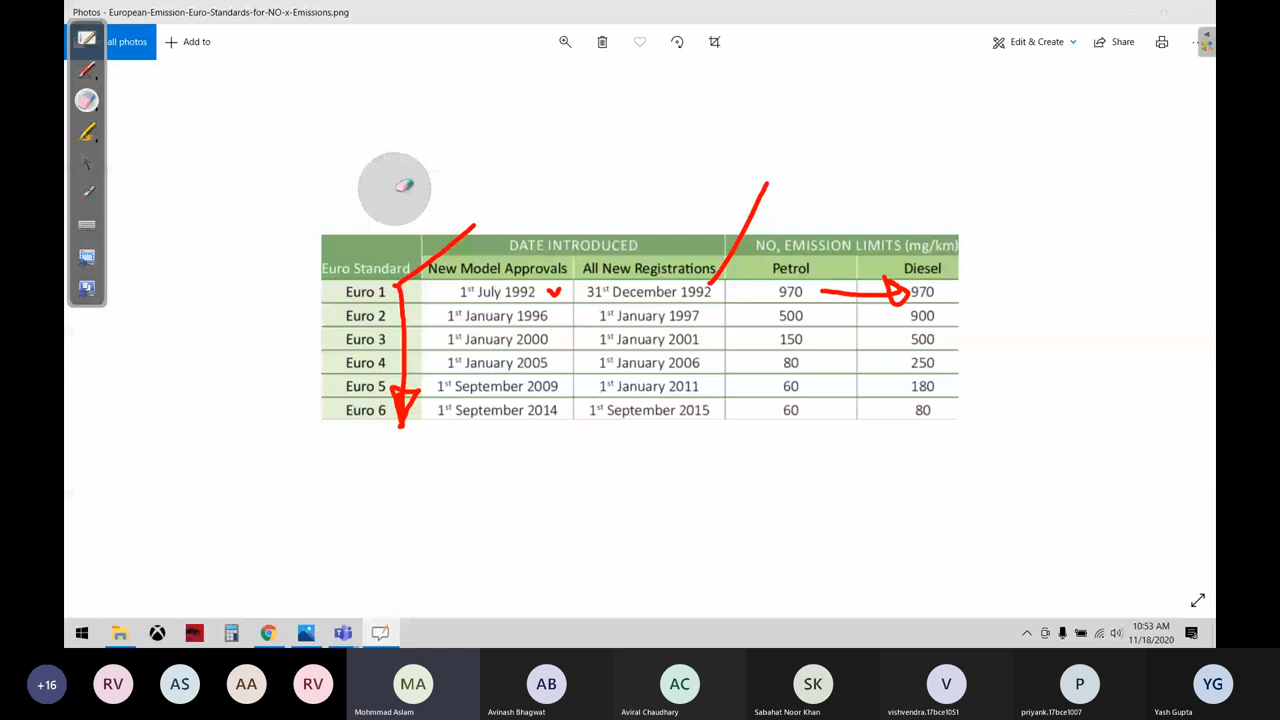 Photos - European-Emission-Euro-Standards-for-NO-x-Emissions.png
all photos
Add to
Edit & Create
Share
DATE INTRODUCED NOx EMISSION LIMITS (mg/km)
Euro Standard New Model Approvals All New Registrations Petrol Diesel
Euro 1 1st July 1992 31st December 1992 970 970
Euro 2 1st January 1996 1st January 1997 500 900
Euro 3 1st January 2000 1st January 2001 150 500
Euro 4 1st January 2005 1st January 2006 80 250
Euro 5 1st September 2009 1st January 2011 60 180
Euro 6 1st September 2014 1st September 2015 60 80
10:53 AM
11/18/2020
+16 RV AS AA RV MA AB AC SK V P YG
Mohmmad Aslam Avinash Bhagwat Aviral Chaudhary Sabahat Noor Khan vishvendra.17bce1051 priyank.17bce1007 Yash Gupta